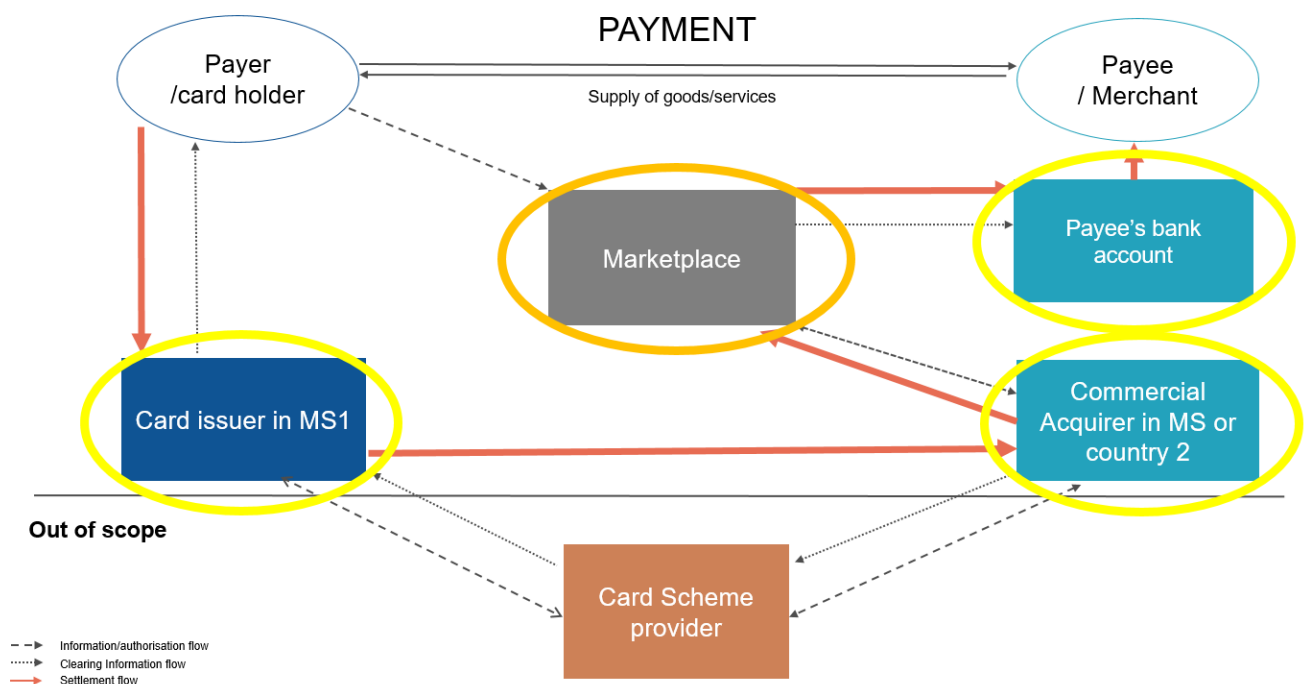 PAYMENT
Payer
/card holder
Payee
/ Merchant
Supply of goods/services
Marketplace
Payee’s bank
account
Card issuer in MS1
Commercial
Acquirer in MS or
country 2
Out of scope
Card Scheme
provider
Information/authorisation flow
Clearing Information flow
Settlement flow